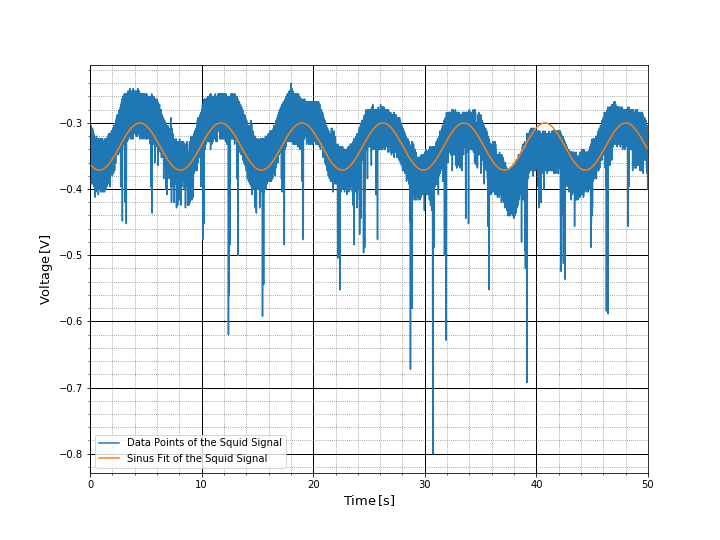 −0.3
−0.4
−0.5
−0.6
−0.7
−0.8
Voltage [V]
Data Points of the Squid Signal
Sinus Fit of the Squid Signal
0 10 20 30 40 50
Time [s]